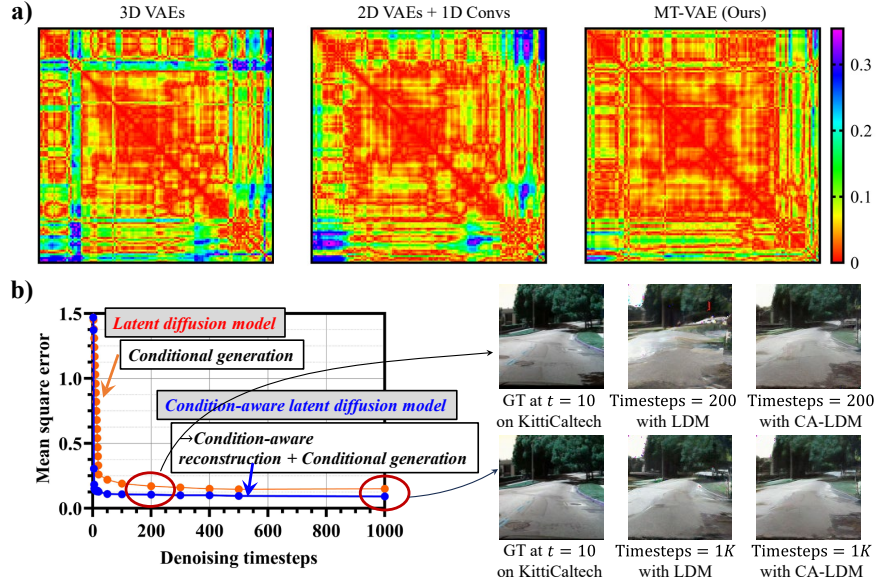 a)
3D VAEs
2D VAEs + 1D Convs
MT-VAE (Ours)
0.3
0.2
0.1
0
b)
Mean square error
1.5
1.0
0.5
0.0
Latent diffusion model
Conditional generation
Condition-aware latent diffusion model
→Condition-aware
reconstruction + Conditional generation
0 200 400 600 800 1000
Denoising timesteps
GT at t = 10
on KittiCaltech
Timesteps = 200
with LDM
Timesteps = 200
with CA-LDM
GT at t = 10
on KittiCaltech
Timesteps = 1K
with LDM
Timesteps = 1K
with CA-LDM